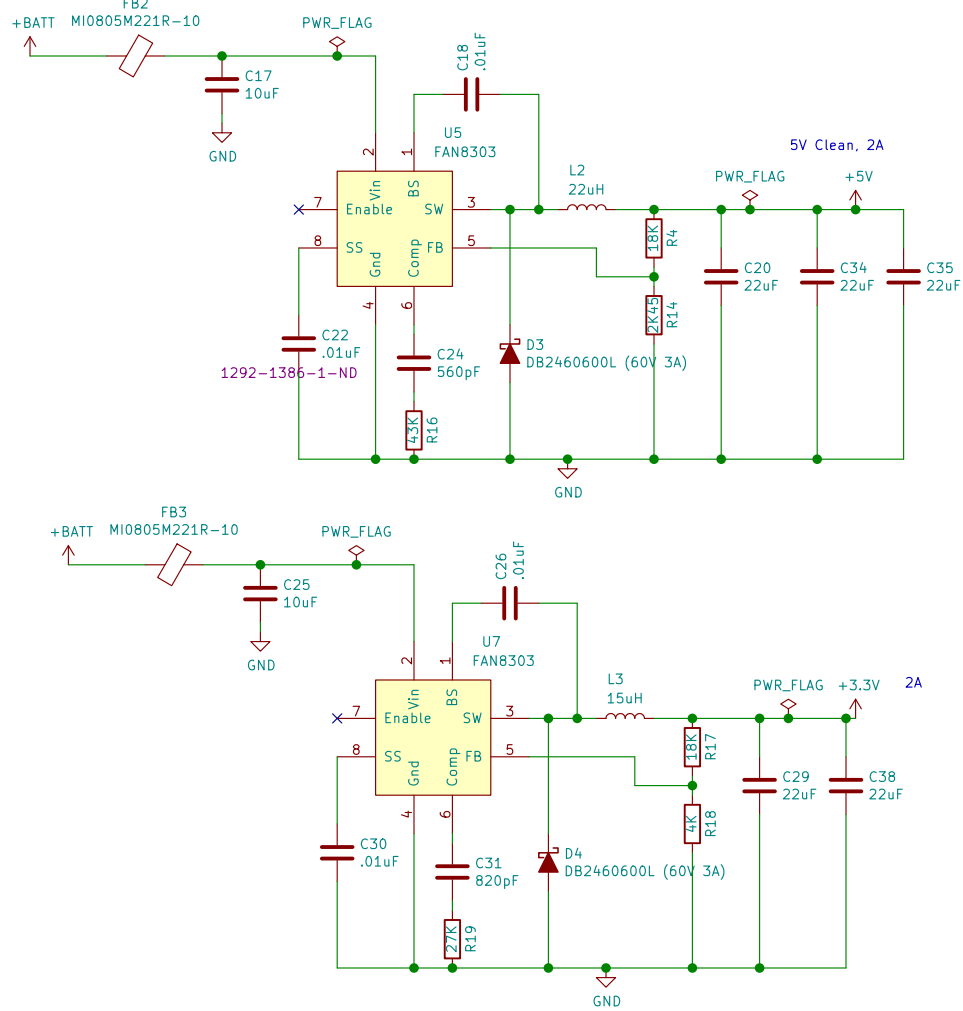 FB2
+BATT
MI0805M221R-10
PWR_FLAG
C17
10uF
GND
C18
.01uF
U5
FAN8303
2
1
Vin
BS
7
Enable
SW
3
8
SS
FB
5
Gnd
Comp
4
6
L2
22uH
5V Clean, 2A
PWR_FLAG
+5V
18K
R4
2K45
R14
C20
22uF
C34
22uF
C35
22uF
C22
.01uF
1292-1386-1-ND
C24
560pF
43K
R16
D3
DB2460600L (60V 3A)
GND
FB3
+BATT
MI0805M221R-10
PWR_FLAG
C25
10uF
GND
C26
.01uF
U7
FAN8303
2
1
Vin
BS
7
Enable
SW
3
8
SS
FB
5
Gnd
Comp
4
6
L3
15uH
PWR_FLAG
+3.3V
2A
18K
R17
4K
R18
C29
22uF
C38
22uF
C30
.01uF
C31
820pF
27K
R19
D4
DB2460600L (60V 3A)
GND